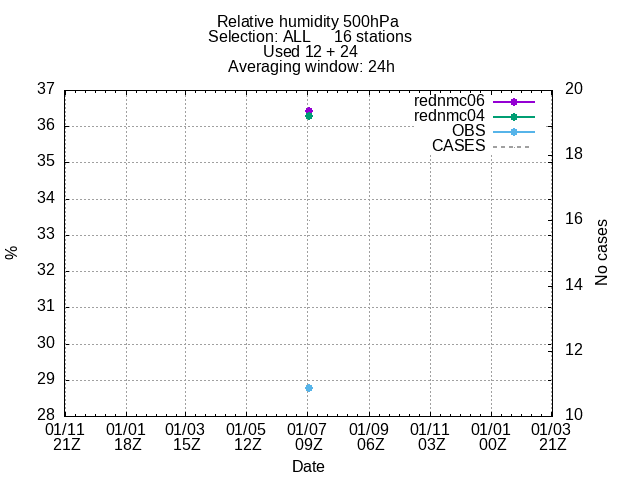 Relative humidity 500hPa
Selection: ALL 16 stations
Used 12 + 24
Averaging window: 24h
37 20
rednmc06
rednmc04
36
OBS
CASES
18
35
34
16
33
%
No cases
32
14
31
30
12
29
28 10
01/11 01/01 01/03 01/05 01/07 01/09 01/11 01/01 01/03
21Z 18Z 15Z 12Z 09Z 06Z 03Z 00Z 21Z
Date